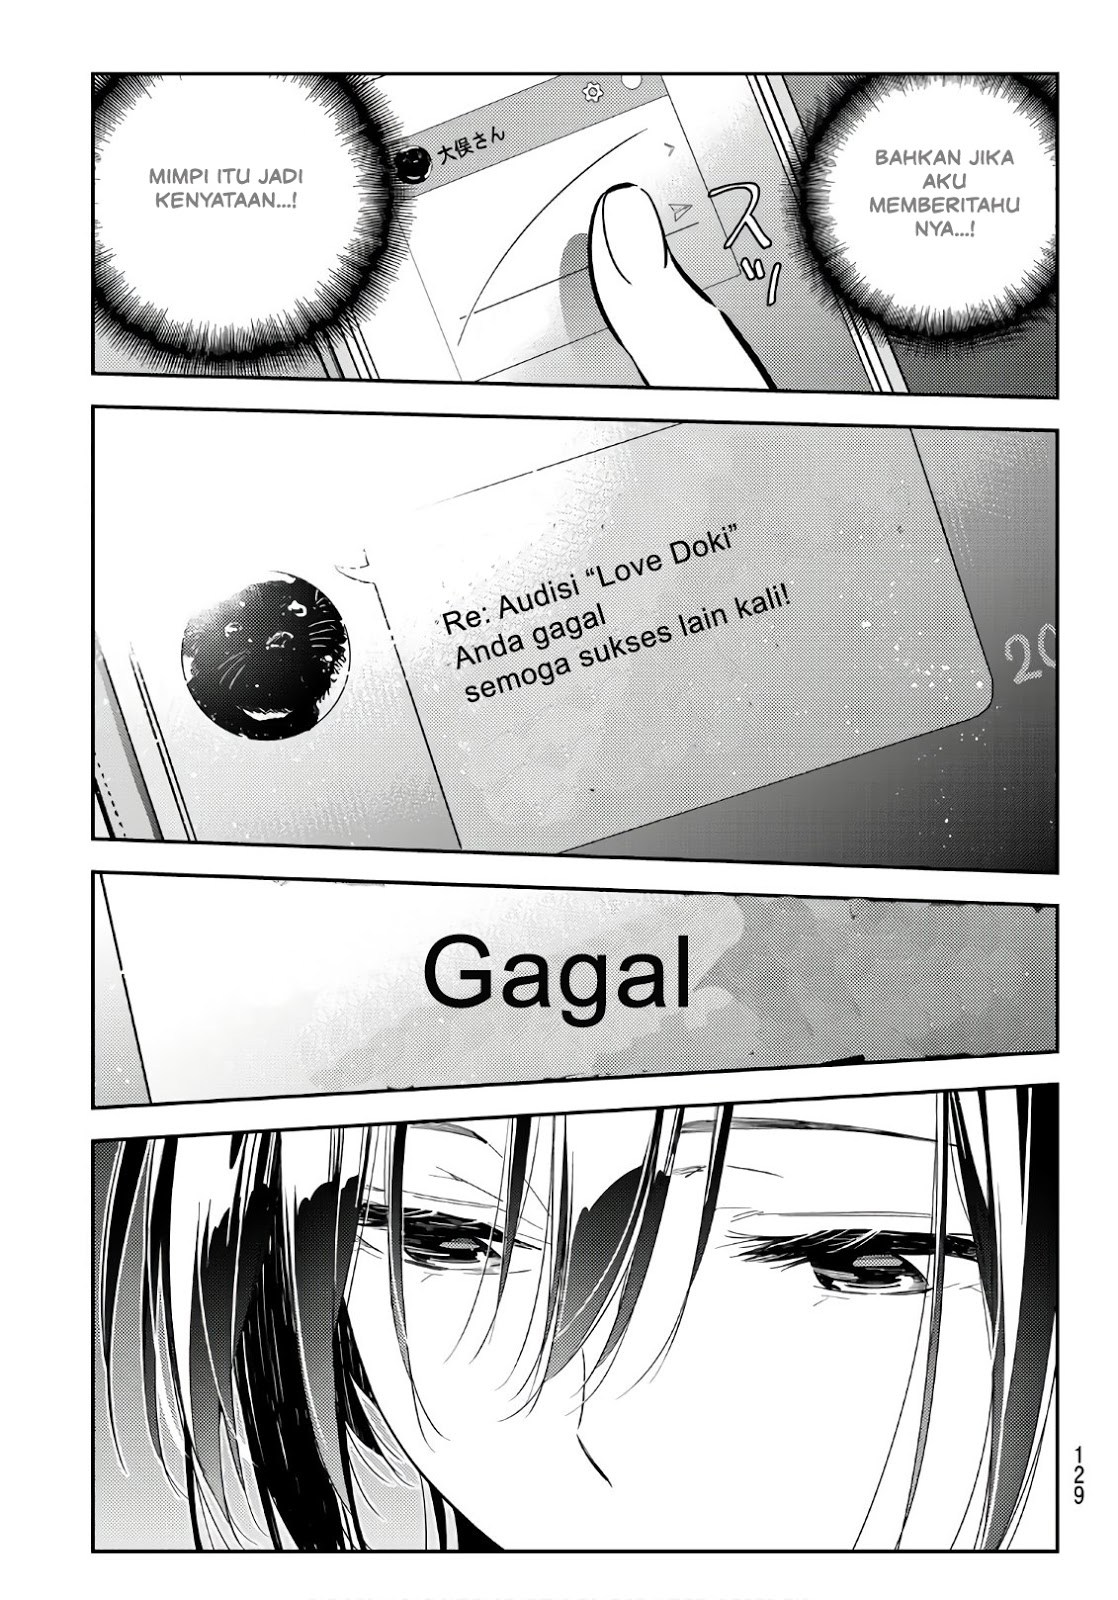 BAHKAN JIKA
AKU
MEMBERITAHU
NYA...!
大俣さん
スッ
MIMPI ITU JADI
KENYATAAN...!
Re: Audisi “Love Doki”
Anda gagal
semoga sukses lain kali!
20
Gagal
129